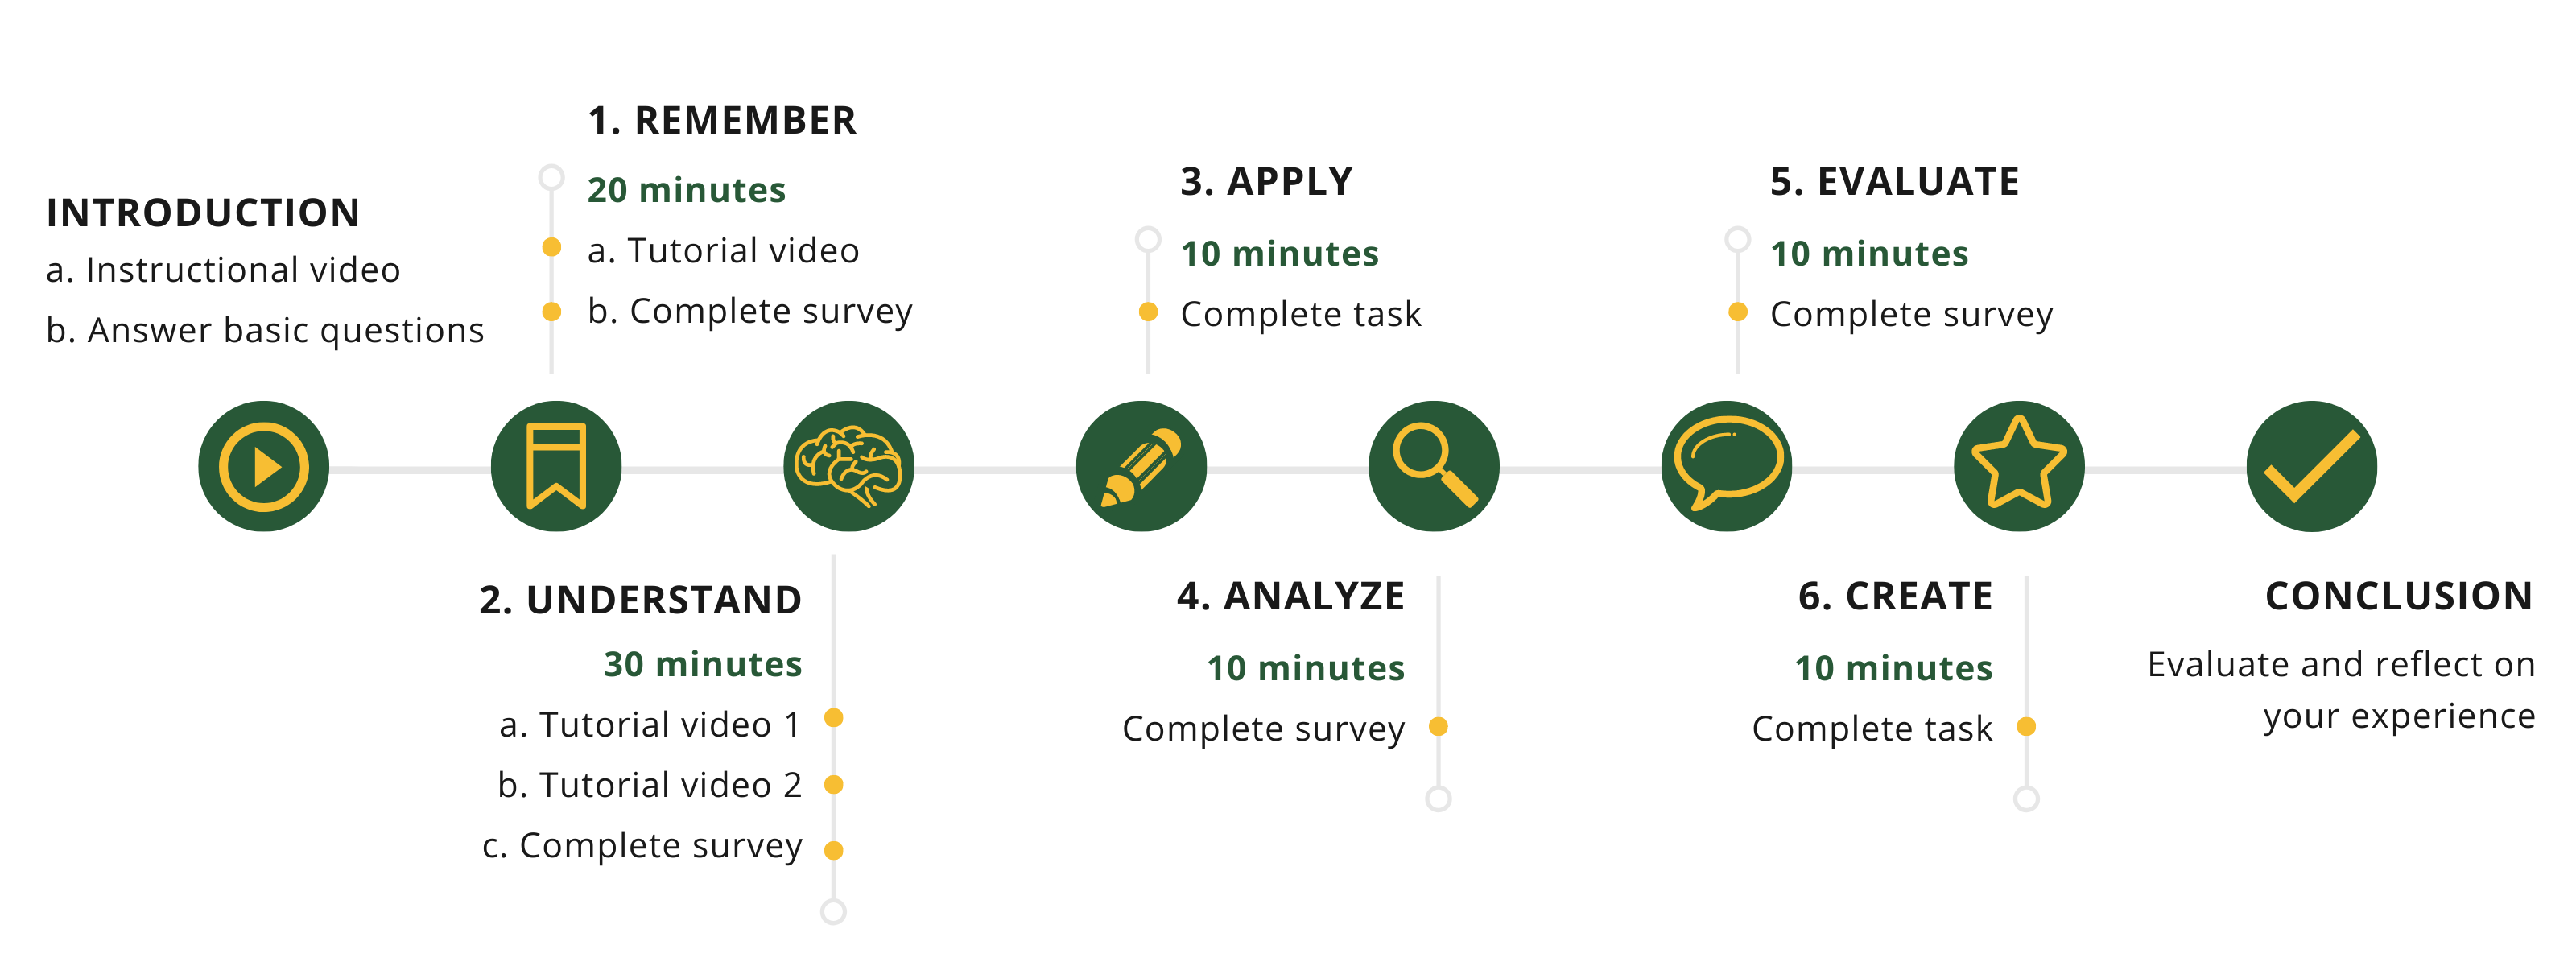 INTRODUCTION
a. Instructional video
b. Answer basic questions
1. REMEMBER
20 minutes
a. Tutorial video
b. Complete survey
2. UNDERSTAND
30 minutes
a. Tutorial video 1
b. Tutorial video 2
c. Complete survey
3. APPLY
10 minutes
Complete task
4. ANALYZE
10 minutes
Complete survey
5. EVALUATE
10 minutes
Complete survey
6. CREATE
10 minutes
Complete task
CONCLUSION
Evaluate and reflect on
your experience